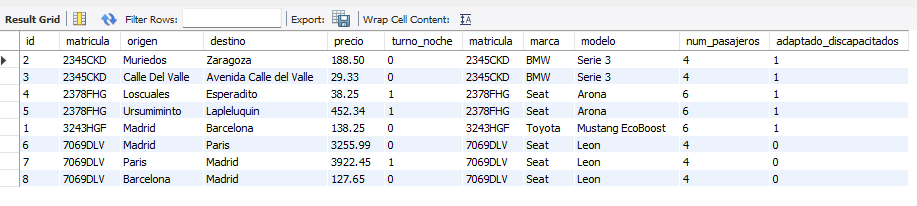 Result Grid Filter Rows: Export: Wrap Cell Content:
id matricula origen destino precio turno_noche matricula marca modelo num_pasajeros adaptado_discapacitados
2 2345CKD Muriedos Zaragoza 188.50 0 2345CKD BMW Serie 3 4 1
3 2345CKD Calle Del Valle Avenida Calle del Valle 29.33 0 2345CKD BMW Serie 3 4 1
4 2378FHG Loscuales Esperadito 38.25 1 2378FHG Seat Arona 6 1
5 2378FHG Ursumiminto Lapleluquin 452.34 1 2378FHG Seat Arona 6 1
1 3243HGF Madrid Barcelona 138.25 0 3243HGF Toyota Mustang EcoBoost 6 1
6 7069DLV Madrid Paris 3255.99 0 7069DLV Seat Leon 4 0
7 7069DLV Paris Madrid 3922.45 1 7069DLV Seat Leon 4 0
8 7069DLV Barcelona Madrid 127.65 0 7069DLV Seat Leon 4 0